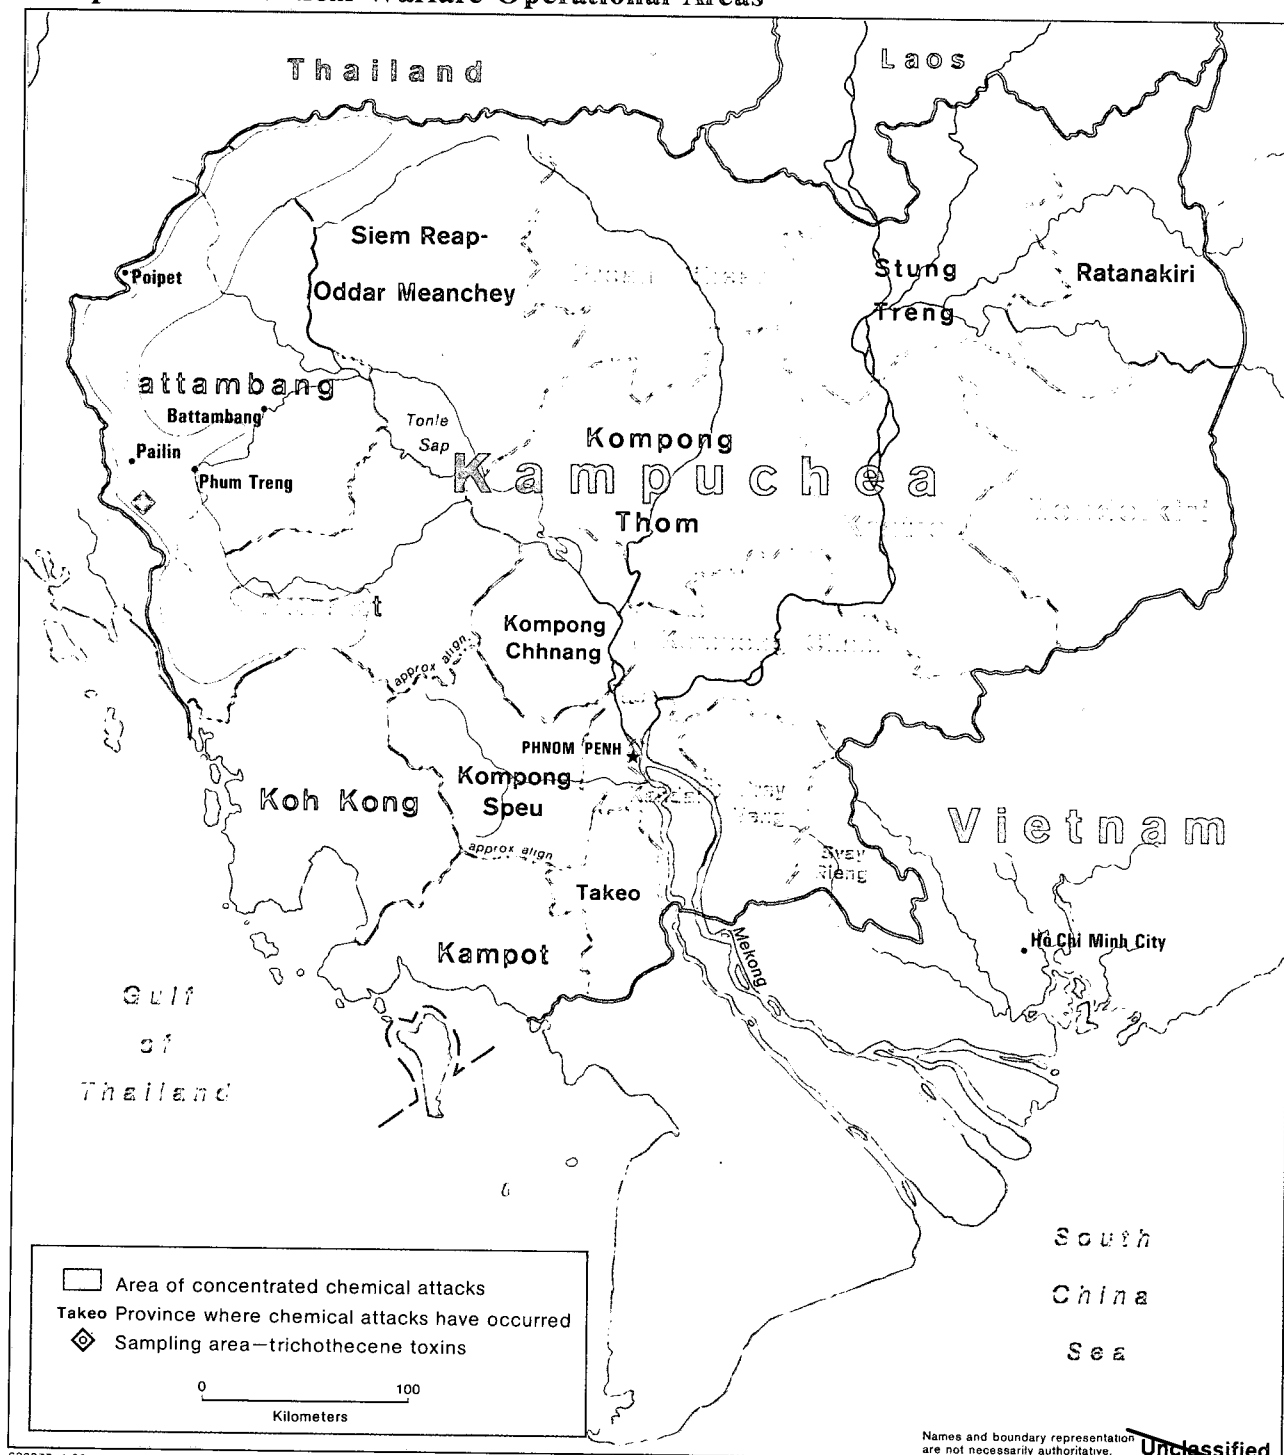 Warfare Operational Areas
Thailand
Laos
Siem Reap-
Oddar Meanchey
Poipet
Stung
Treng
Ratanakiri
attambang
Battambang
Tonle
Sap
Pailin
Phum Treng
Kompong
Kampuchea
Thom
Kompong
Chhnang
approx align
PHNOM PENH
Kompong
Speu
Koh Kong
Vietnam
approx align
Svay
Rieng
Takeo
Kampot
Mekong
Ho Chi Minh City
Gulf
of
Thailand
South
China
Sea
Area of concentrated chemical attacks
Takeo Province where chemical attacks have occurred
Sampling area—trichothecene toxins
0 100
Kilometers
Names and boundary representation
are not necessarily authoritative.
Unclassified